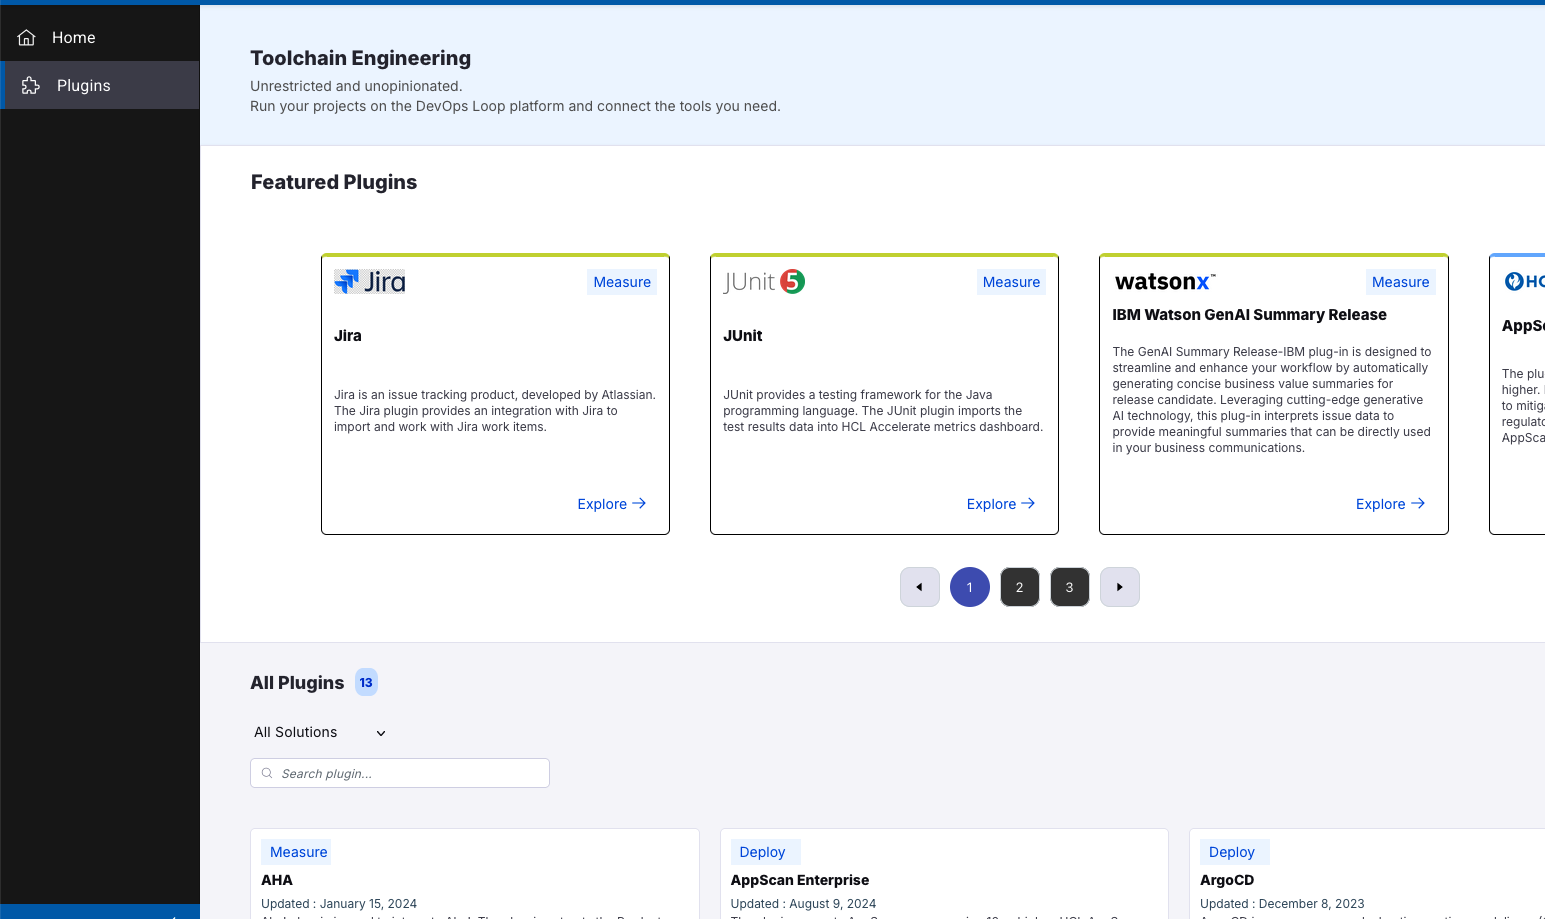 Home
Plugins
Toolchain Engineering
Unrestricted and unopinionated.
Run your projects on the DevOps Loop platform and connect the tools you need.
Featured Plugins
Jira
Measure
Jira
Jira is an issue tracking product, developed by Atlassian.
The Jira plugin provides an integration with Jira to
import and work with Jira work items.
Explore
JUnit 5
Measure
JUnit
JUnit provides a testing framework for the Java
programming language. The JUnit plugin imports the
test results data into HCL Accelerate metrics dashboard.
Explore
watsonx™
Measure
IBM Watson GenAI Summary Release
The GenAI Summary Release-IBM plug-in is designed to
streamline and enhance your workflow by automatically
generating concise business value summaries for
release candidate. Leveraging cutting-edge generative
AI technology, this plug-in interprets issue data to
provide meaningful summaries that can be directly used
in your business communications.
Explore
The
higher.
to
1
2
3
All Plugins 13
All Solutions
Search plugin...
Measure
AHA
Updated : January 15, 2024
Deploy
AppScan Enterprise
Updated : August 9, 2024
Deploy
ArgoCD
Updated : December 8, 2023